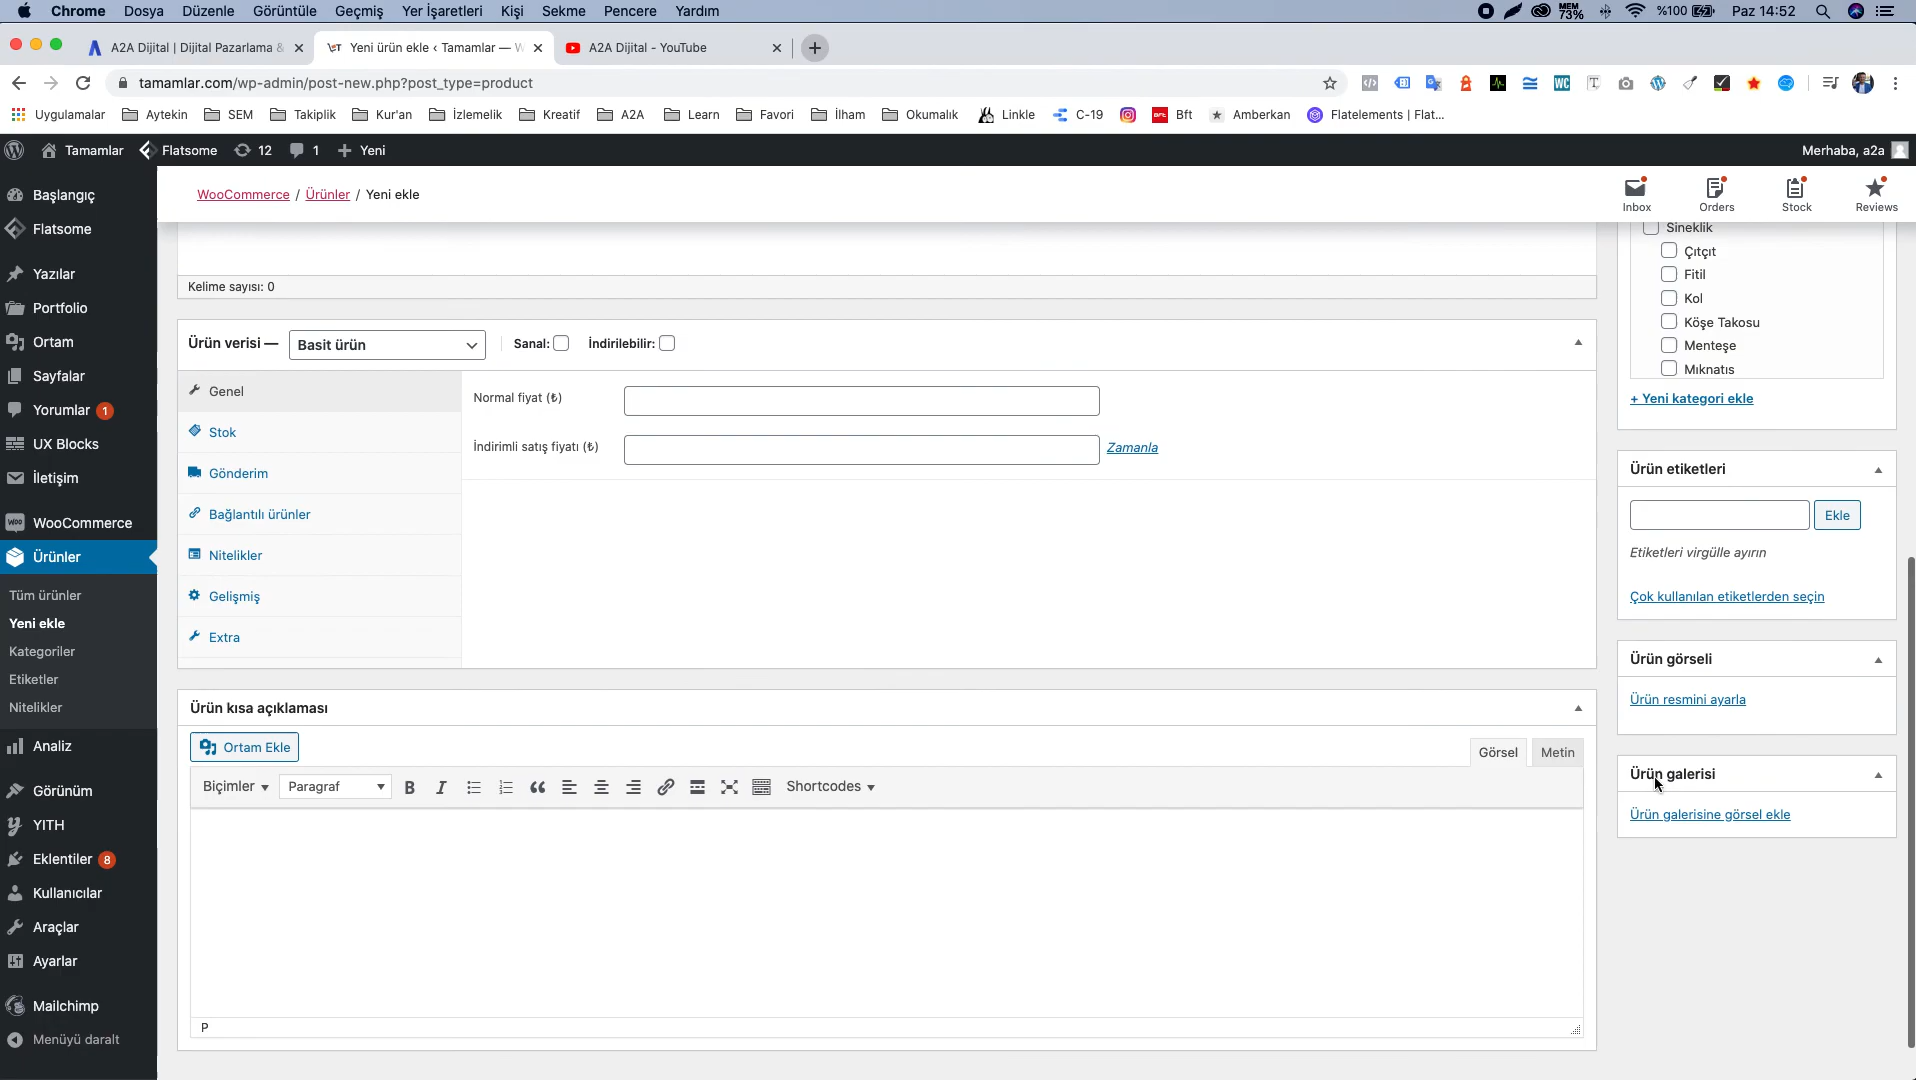 Chrome Dosya Düzenle Görüntüle Geçmiş Yer İşaretleri Kişi Sekme Pencere Yardım MEM 73% %100 Paz 14:52
A2A Dijital | Dijital Pazarlama & Yeni ürün ekle ‹ Tamamlar — W A2A Dijital - YouTube
tamamlar.com/wp-admin/post-new.php?post_type=product
Uygulamalar Aytekin SEM Takiplik Kur'an İzlemelik Kreatif A2A Learn Favori İlham Okumalık Linkle C-19 Bft Amberkan Flatelements | Flat...
Tamamlar Flatsome 12 1 Yeni Merhaba, a2a
WooCommerce / Ürünler / Yeni ekle
Inbox Orders Stock Reviews
Başlangıç
Flatsome
Yazılar
Portfolio
Ortam
Sayfalar
Yorumlar 1
UX Blocks
İletişim
WooCommerce
Ürünler
Tüm ürünler
Yeni ekle
Kategoriler
Etiketler
Nitelikler
Analiz
Görünüm
YITH
Eklentiler 8
Kullanıcılar
Araçlar
Ayarlar
Mailchimp
Menüyü daralt
Kelime sayısı: 0
Ürün verisi — Basit ürün Sanal: İndirilebilir:
Genel
Stok
Gönderim
Bağlantılı ürünler
Nitelikler
Gelişmiş
Extra
Normal fiyat (₺)
İndirimli satış fiyatı (₺) Zamanla
Ürün kısa açıklaması
Ortam Ekle Görsel Metin
Biçimler Paragraf B I Shortcodes
P
Sineklik
Çıtçıt
Fitil
Kol
Köşe Takosu
Menteşe
Mıknatıs
+ Yeni kategori ekle
Ürün etiketleri
Ekle
Etiketleri virgülle ayırın
Çok kullanılan etiketlerden seçin
Ürün görseli
Ürün resmini ayarla
Ürün galerisi
Ürün galerisine görsel ekle